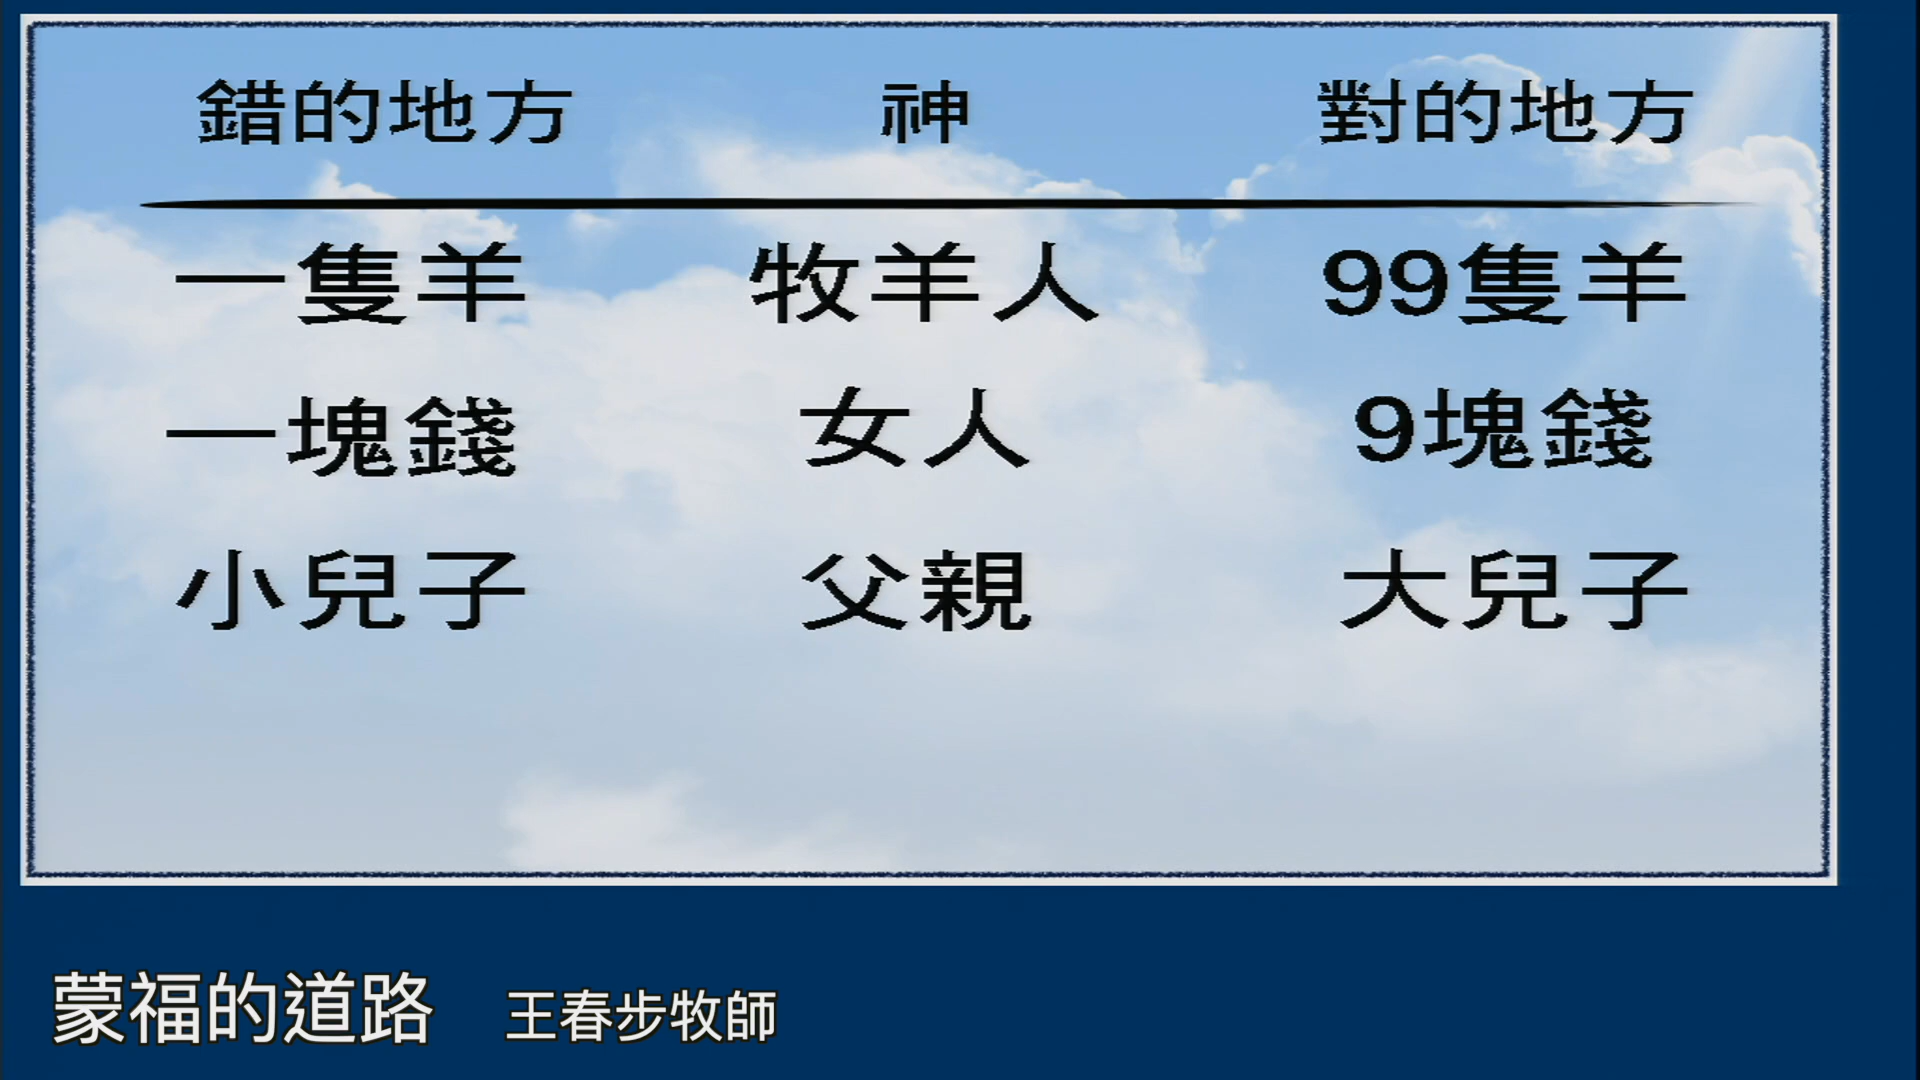 錯的地方 神 對的地方
一隻羊 牧羊人 99隻羊
一塊錢 女人 9塊錢
小兒子 父親 大兒子
蒙福的道路 王春步牧師